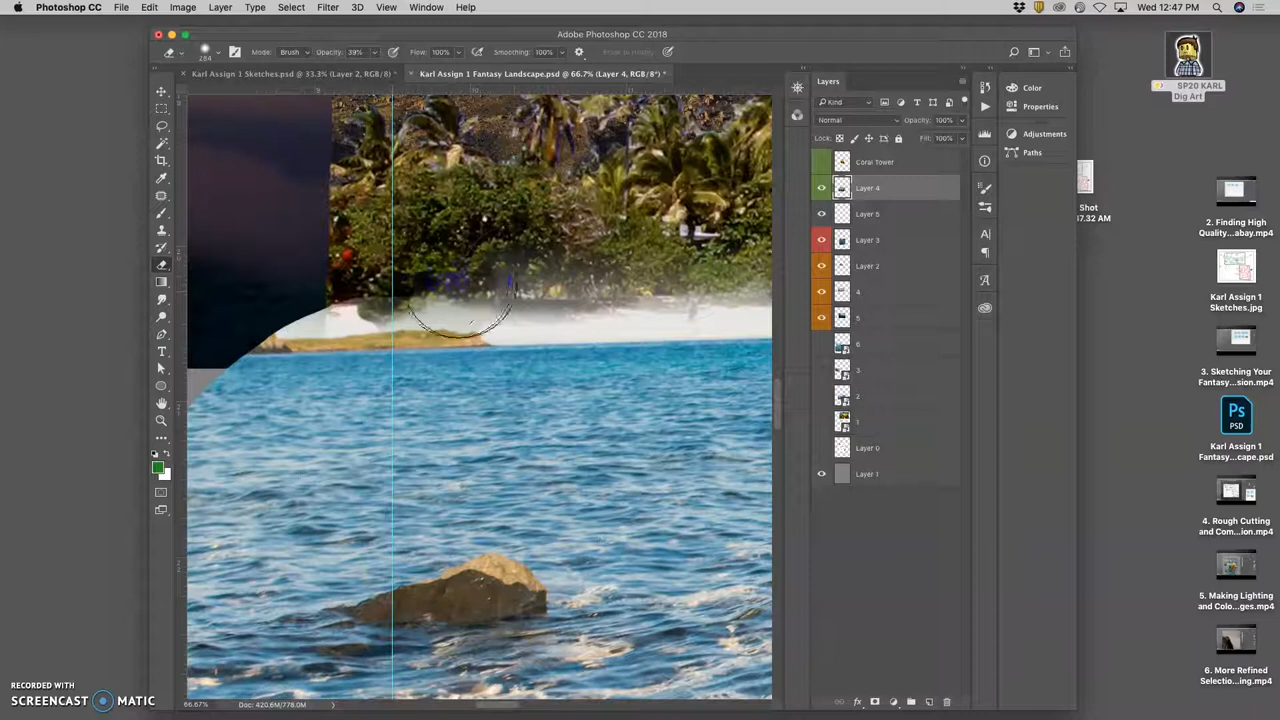 Photoshop CC File Edit Image Layer Type Select Filter 3D View Window Help
Wed 12:47 PM
Adobe Photoshop CC 2018
284
Mode: Brush Opacity: 39% Flow: 100% Smoothing: 100%
Karl Assign 1 Sketches.psd @ 33.3% (Layer 2, RGB/8) *
Karl Assign 1 Fantasy Landscape.psd @ 66.7% (Layer 4, RGB/8*) *
Layers
Kind
Normal Opacity: 100%
Lock: Fill: 100%
Coral Tower
Layer 4
Layer 5
Layer 3
Layer 2
4
5
6
3
2
1
Layer 0
Layer 1
Color
Properties
Adjustments
Paths
SP20 KARL
Dig Art
Shot
17.32 AM
2. Finding High
Quality...abay.mp4
Karl Assign 1
Sketches.jpg
3. Sketching Your
Fantasy...sion.mp4
Karl Assign 1
Fantasy L...cape.psd
4. Rough Cutting
and Com...ion.mp4
5. Making Lighting
and Colo...ges.mp4
6. More Refined
Selectio...ing.mp4
66.67% Doc: 420.6M/778.0M
RECORDED WITH
SCREENCAST MATIC